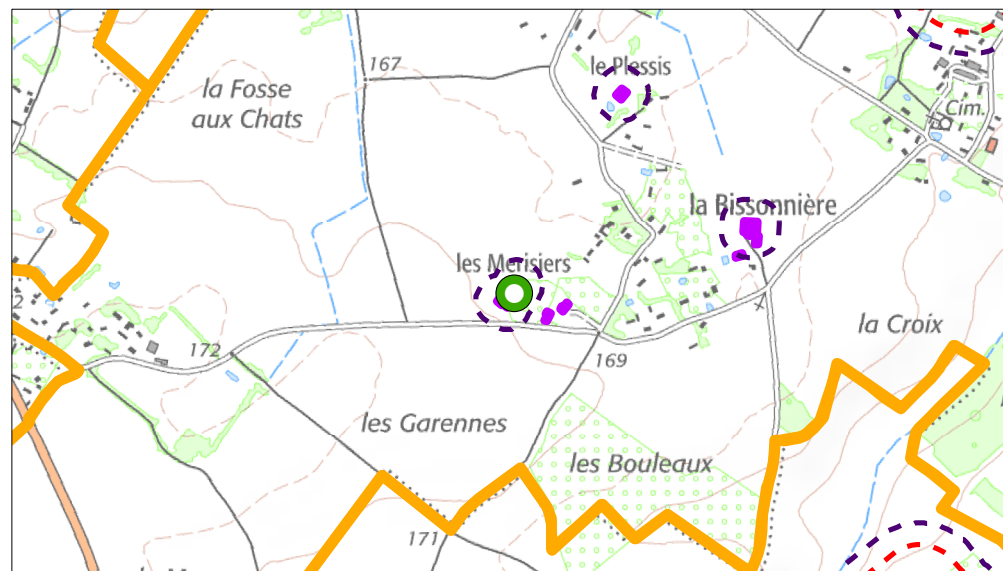 167
la Fosse
aux Chats
le Plessis
Cim.
la Bissonnière
les Merisiers
la Croix
2
172
169
les Garennes
les Bouleaux
171